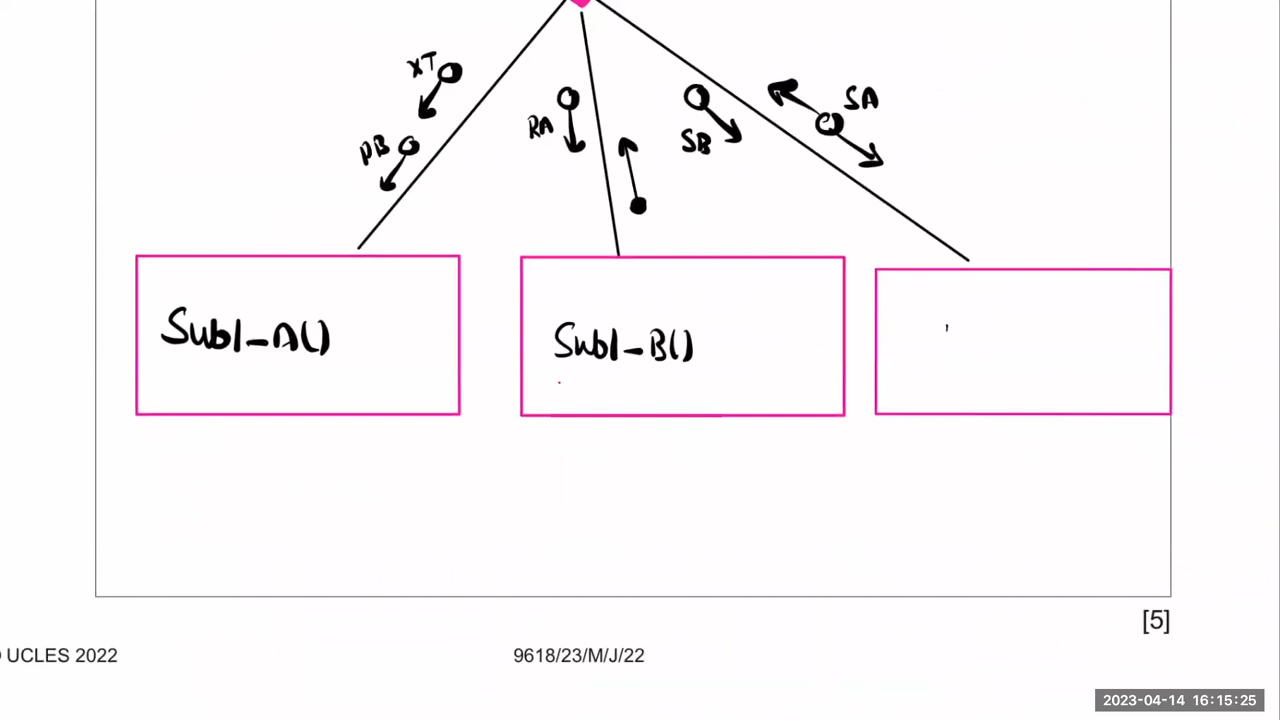 XT
SA
RA
PB
SB
Sub1-A()
Sub1-B()
[5]
UCLES 2022
9618/23/M/J/22
2023-04-14 16:15:25